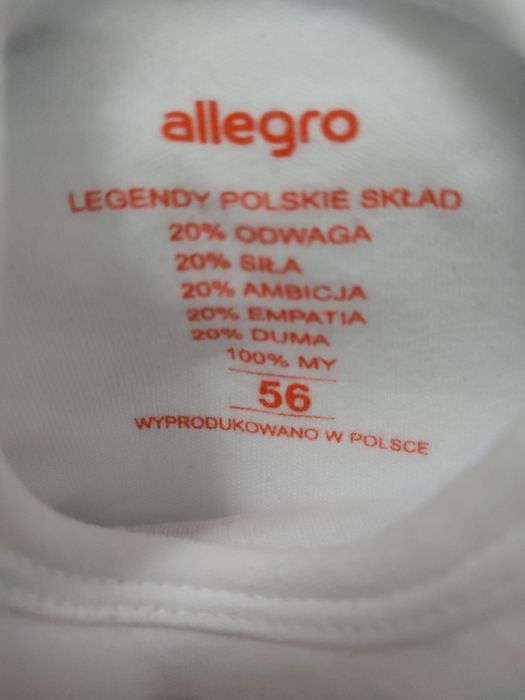 allegro
LEGENDY POLSKIE SKŁAD
20% ODWAGA
20% SIŁA
20% AMBICJA
20% EMPATIA
20% DUMA
100% MY
56
WYPRODUKOWANO W POLSCE